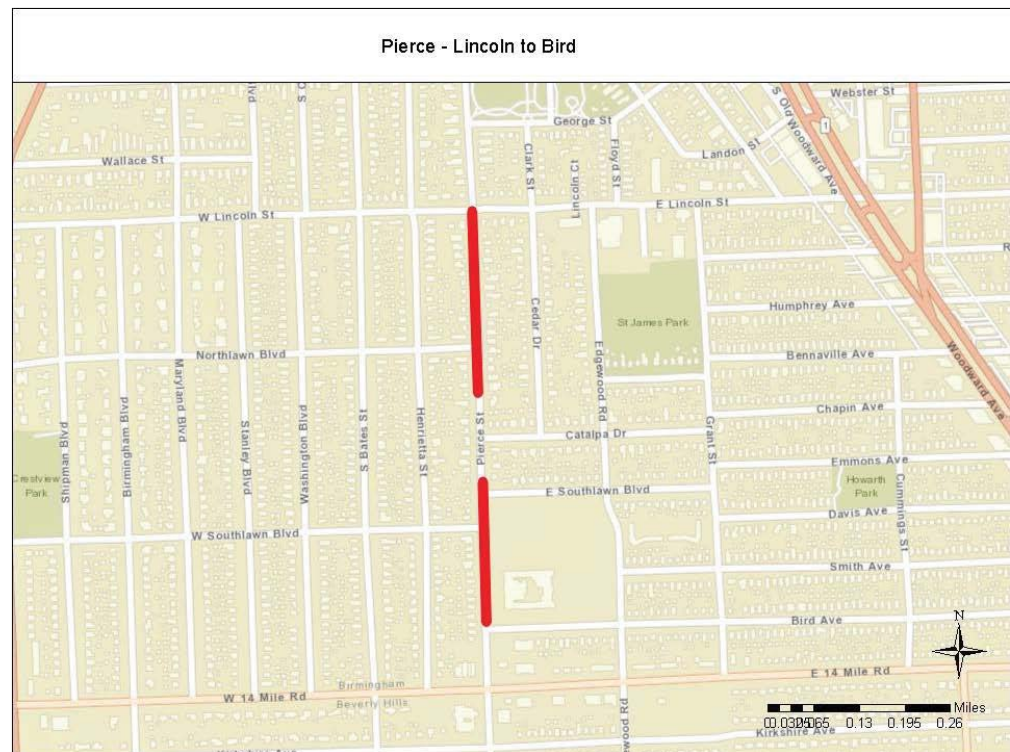 Pierce - Lincoln to Bird
Webster St
S Old Woodward Ave
1
George St
Landon St
Wallace St
Clark St
Lincoln Ct
Floyd St
E Lincoln St
W Lincoln St
Humphrey Ave
St James Park
Cedar Dr
Northlawn Blvd
Bennaville Ave
Woodward Ave
Edgewood Rd
Maryland Blvd
Chapin Ave
Pierce St
Catalpa Dr
Grant St
Shipman Blvd
Birmingham Blvd
Stanley Blvd
Washington Blvd
S Bates St
Henrietta St
Emmons Ave
Crestview
Park
E Southlawn Blvd
Howarth
Park
Cummings St
Davis Ave
W Southlawn Blvd
Smith Ave
Bird Ave
N
E 14 Mile Rd
W 14 Mile Rd
Birmingham
Beverly Hills
Miles
0.13 0.195 0.26
Kirkshire Ave